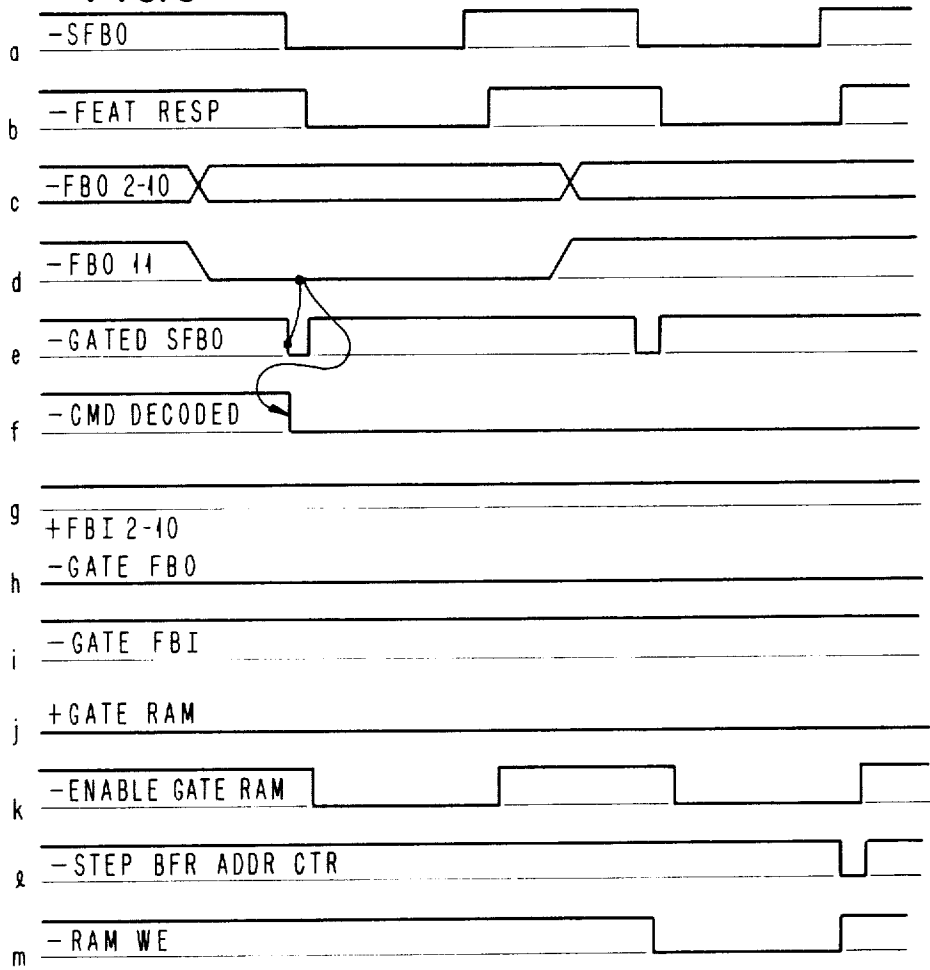 a -SFBO
b -FEAT RESP
c -FBO 2-10
d -FBO 11
e -GATED SFBO
f -CMD DECODED
g +FBI 2-10
h -GATE FBO
i -GATE FBI
j +GATE RAM
k -ENABLE GATE RAM
l -STEP BFR ADDR CTR
m -RAM WE